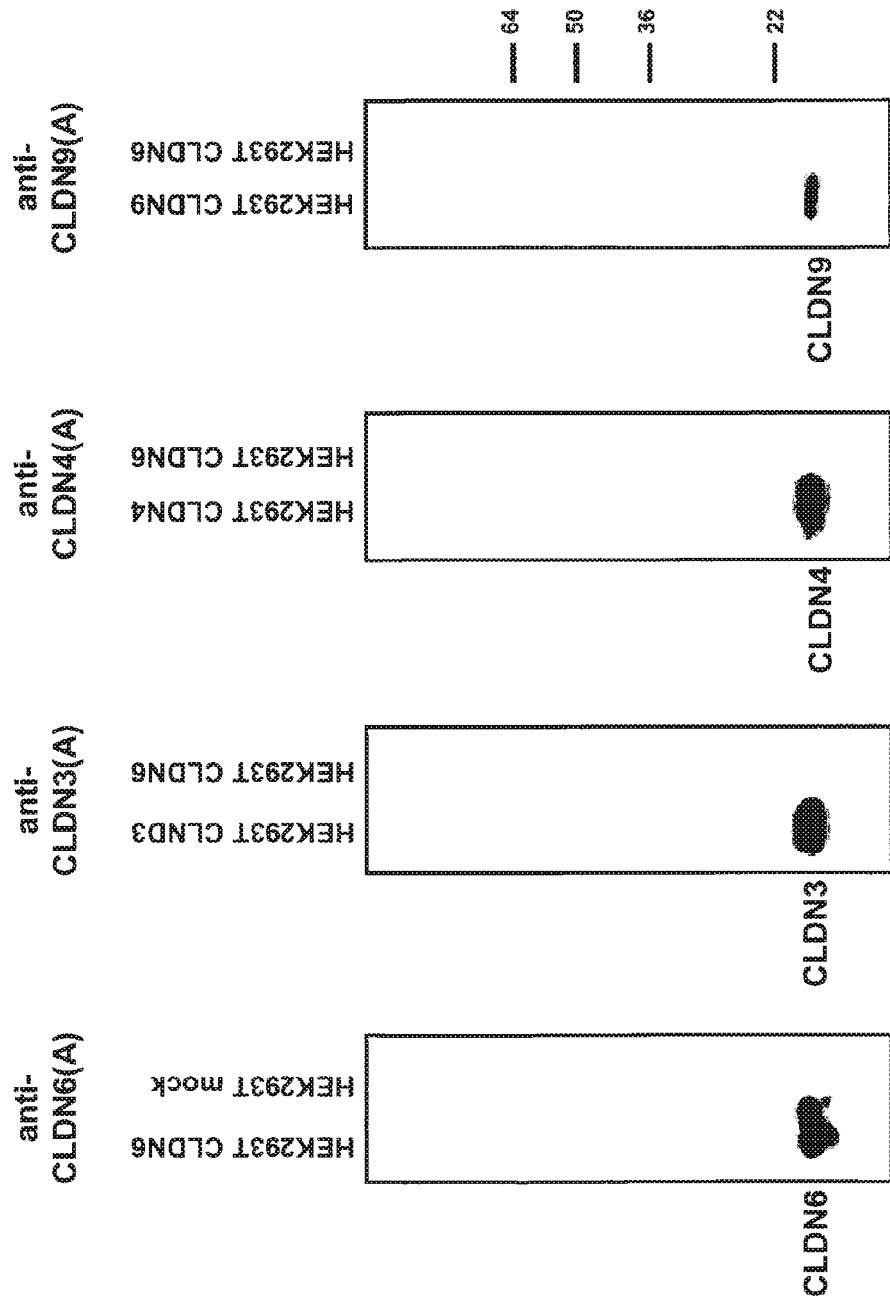 anti-
CLDN6(A)
HEK293T CLDN6
HEK293T mock
CLDN6
anti-
CLDN3(A)
HEK293T CLND3
HEK293T CLDN6
CLDN3
anti-
CLDN4(A)
HEK293T CLDN4
HEK293T CLDN6
CLDN4
anti-
CLDN9(A)
HEK293T CLDN9
HEK293T CLDN6
CLDN9
64
50
36
22